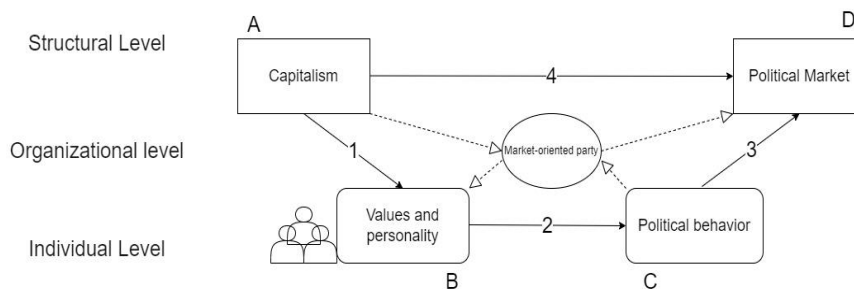 A
D
Structural Level
Capitalism
4
Political Market
Organizational level
1
Market-oriented party
3
Values and
personality
2
Political behavior
Individual Level
B
C